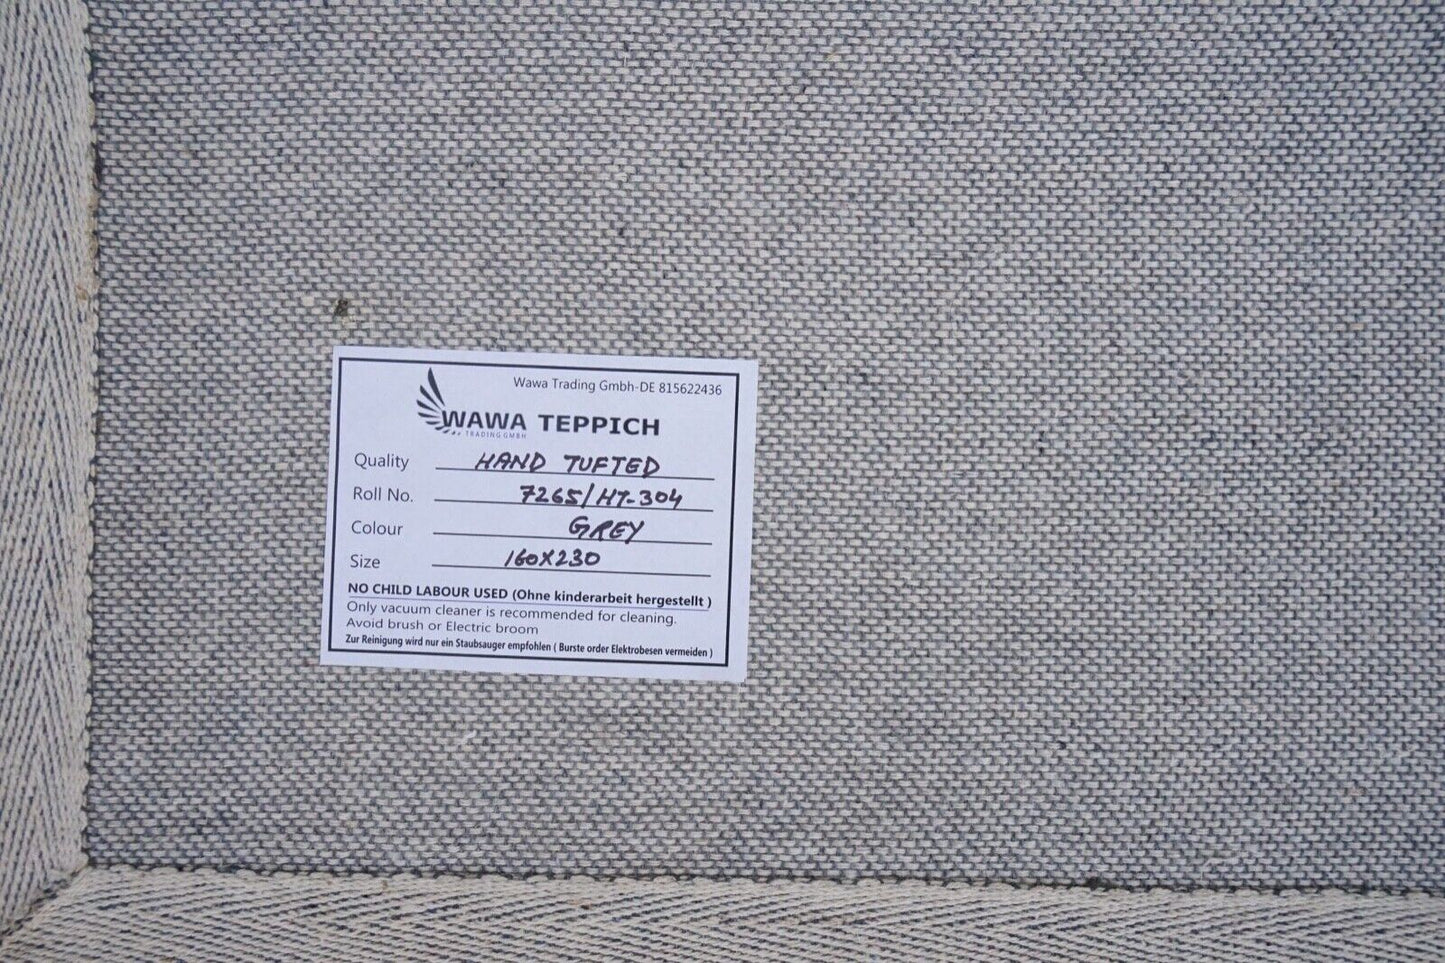 Wawa Trading Gmbh-DE 815622436
WAWA TEPPICH
TRADING GMBH
Quality HAND TUFTED
Roll No. 7265/HT-304
Colour GREY
Size 160X230
NO CHILD LABOUR USED (Ohne kinderarbeit hergestellt )
Only vacuum cleaner is recommended for cleaning.
Avoid brush or Electric broom
Zur Reinigung wird nur ein Staubsauger empfohlen ( Burste order Elektrobesen vermeiden )